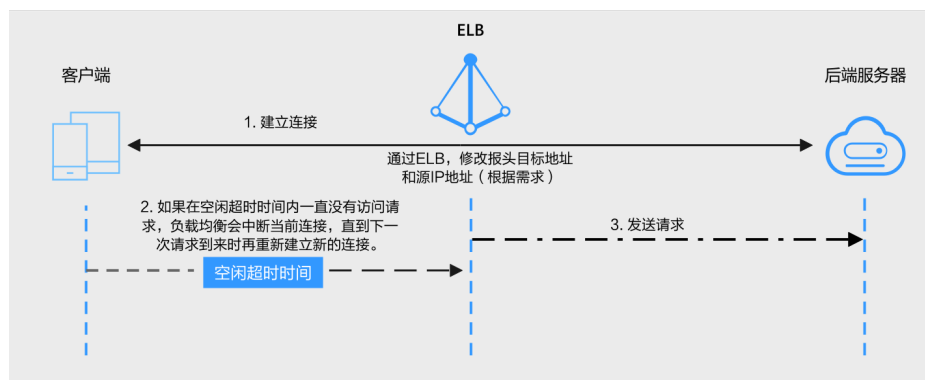 ELB
客户端
后端服务器
1. 建立连接
通过ELB，修改报头目标地址
和源IP地址（根据需求）
2. 如果在空闲超时时间内一直没有访问请
求，负载均衡会中断当前连接，直到下一
次请求到来时再重新建立新的连接。
3. 发送请求
空闲超时时间